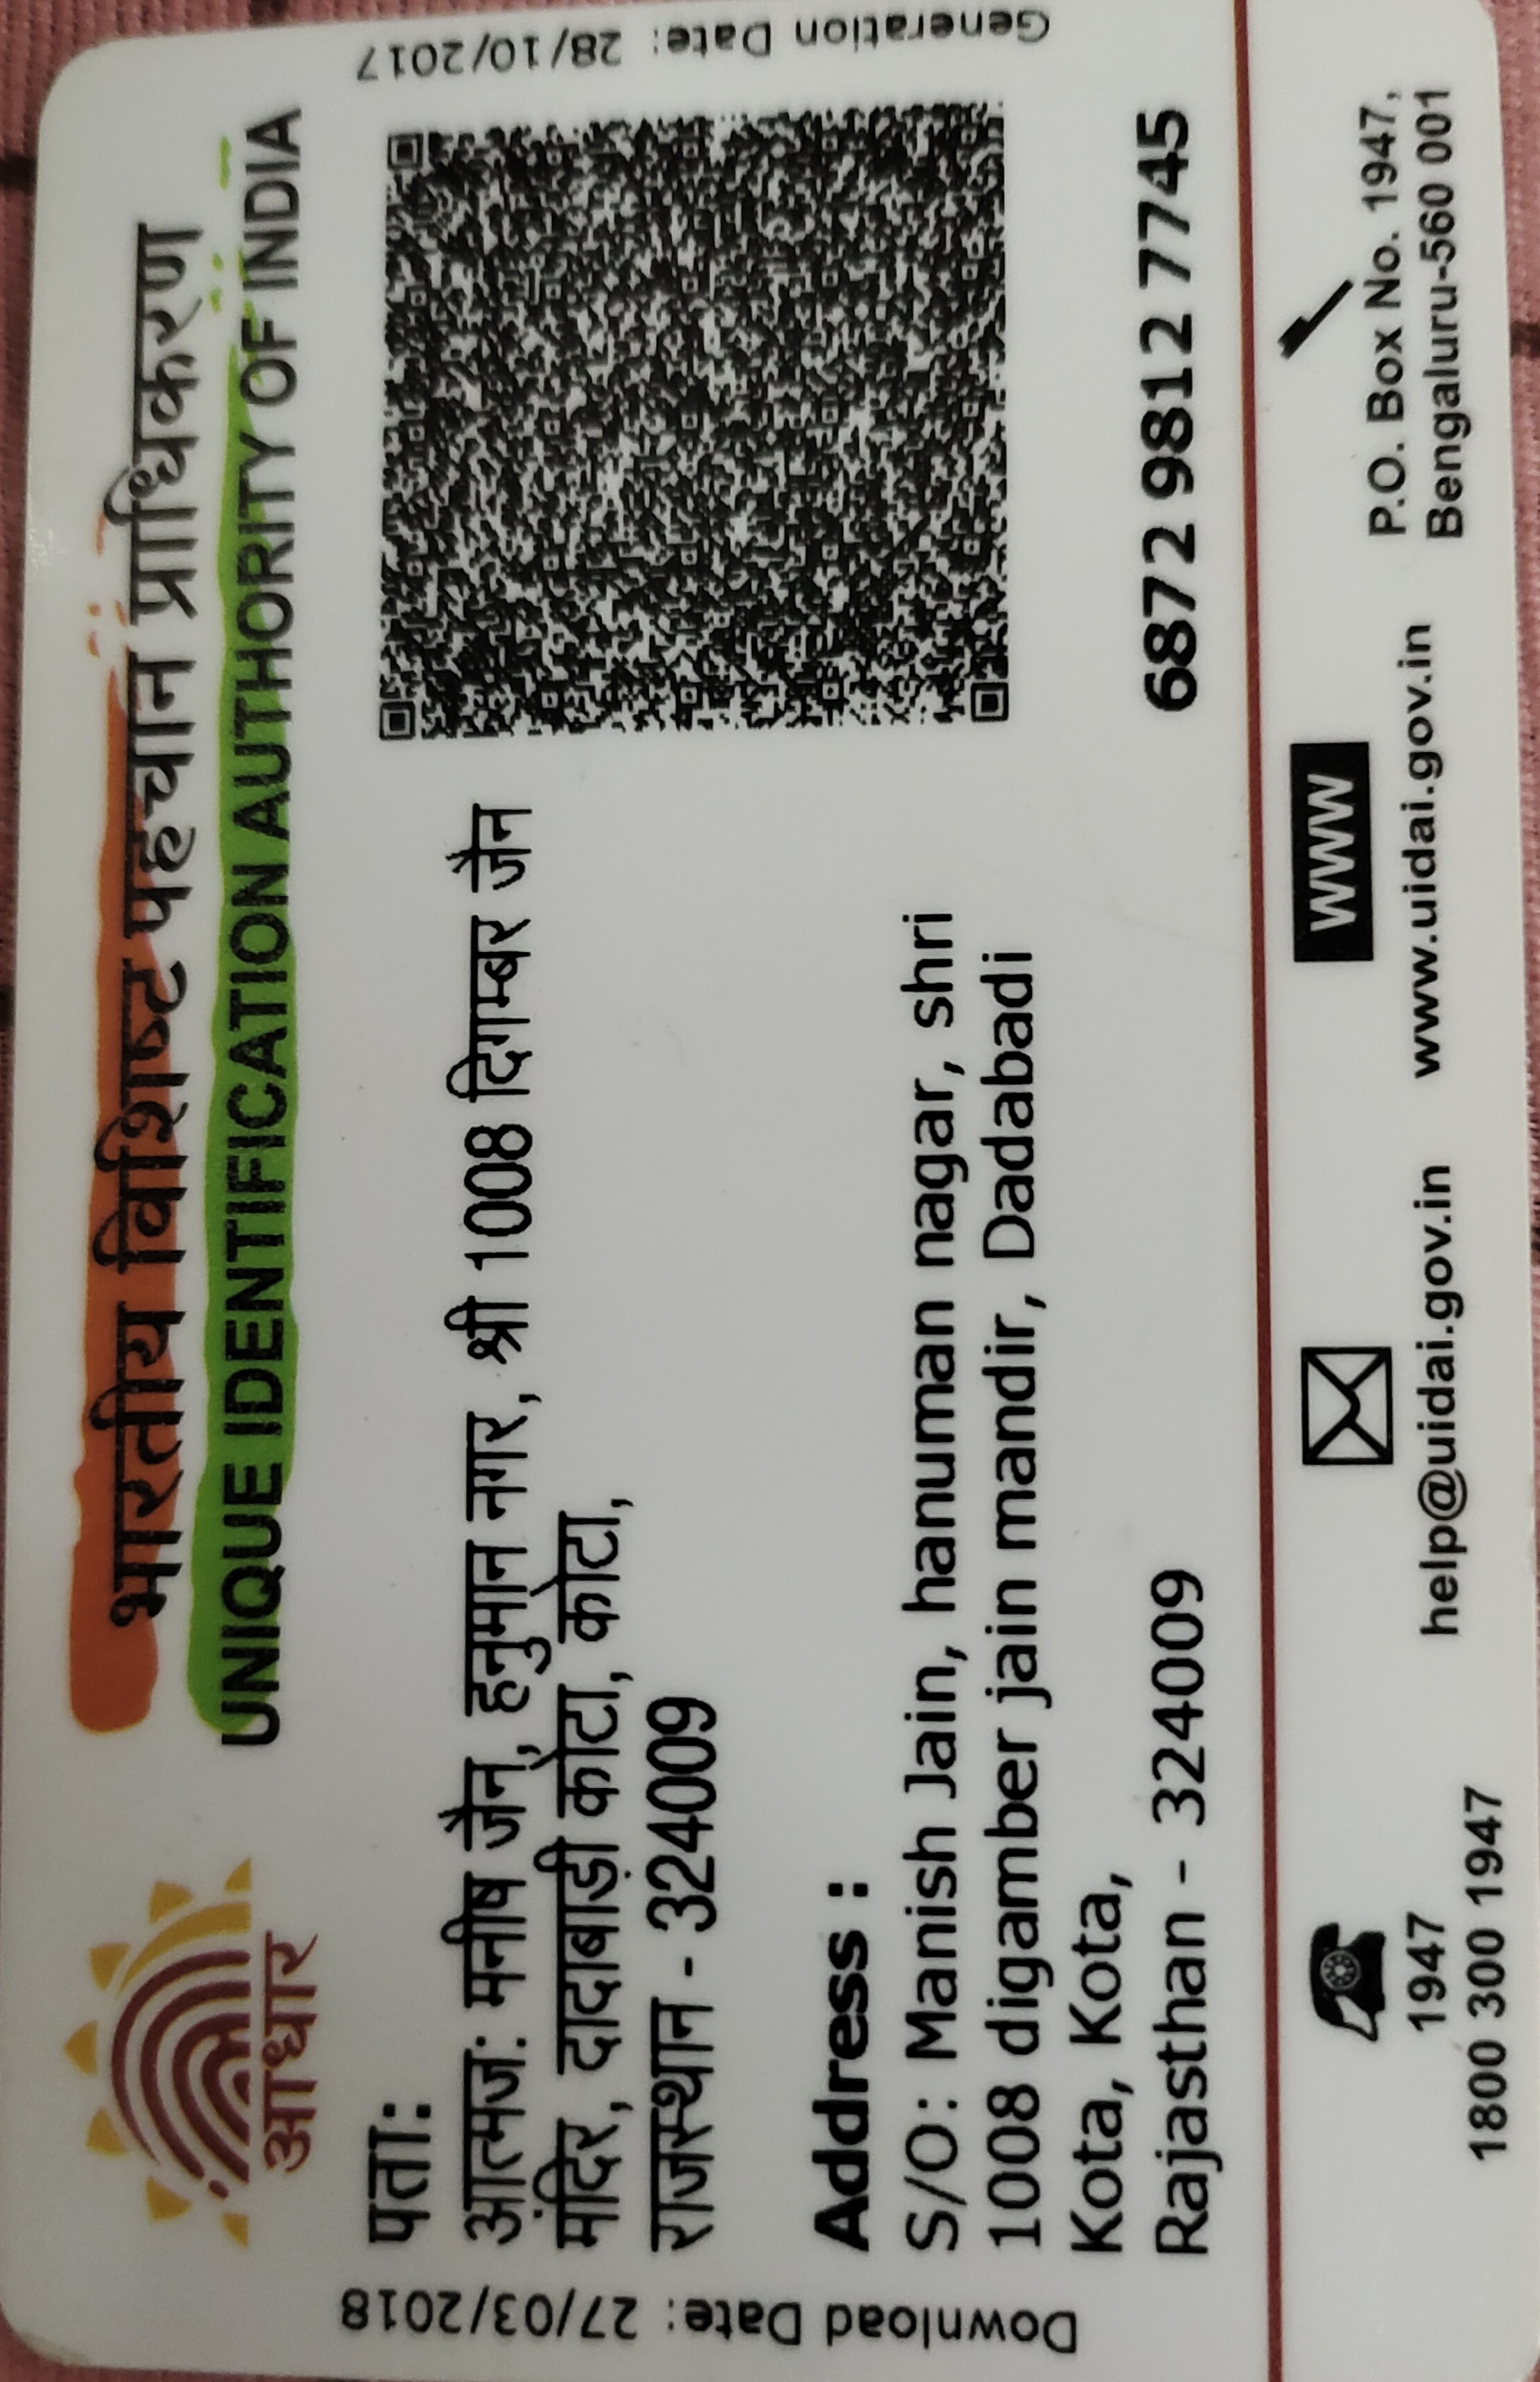 भारतीय विशिष्ट पहचान प्राधिकरण
UNIQUE IDENTIFICATION AUTHORITY OF INDIA
आधार
Download Date: 27/03/2018
Generation Date: 28/10/2017
पता:
आत्मज: मनीष जैन, हनुमान नगर, श्री 1008 दिगम्बर जैन
मंदिर, दादाबाड़ी कोटा, कोटा,
राजस्थान - 324009
Address :
S/O: Manish Jain, hanuman nagar, shri
1008 digamber jain mandir, Dadabadi
Kota, Kota,
Rajasthan - 324009
6872 9812 7745
1947
1800 300 1947
help@uidai.gov.in
WWW
www.uidai.gov.in
P.O. Box No. 1947,
Bengaluru-560 001